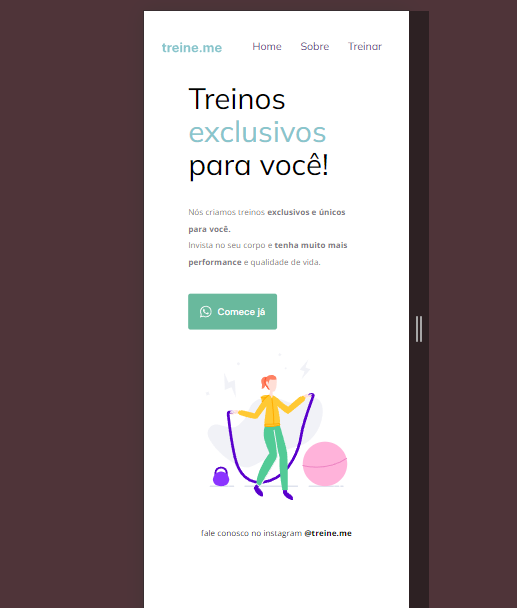 treine.me Home Sobre Treinar
Treinos
exclusivos
para você!
Nós criamos treinos exclusivos e únicos
para você.
Invista no seu corpo e tenha muito mais
performance e qualidade de vida.
Comece já
fale conosco no instagram @treine.me